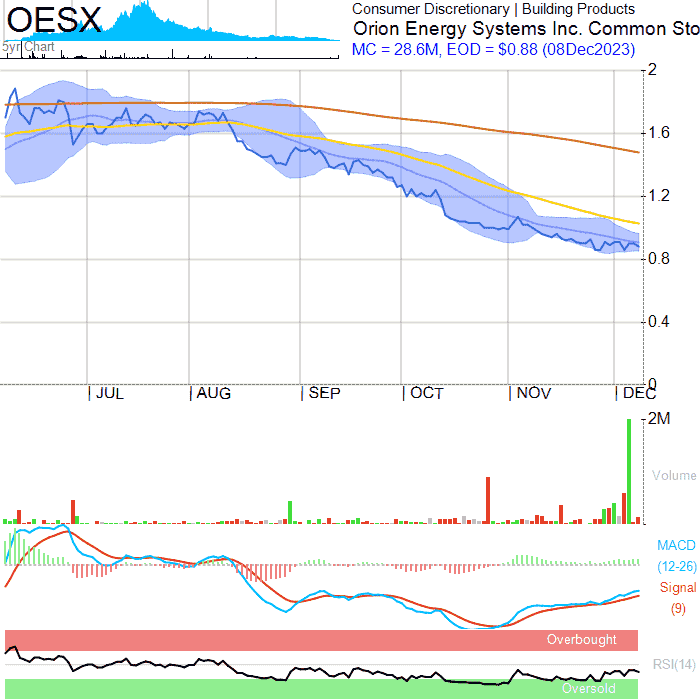 OESX
5yr Chart
Consumer Discretionary | Building Products
Orion Energy Systems Inc. Common Sto
MC = 28.6M, EOD = $0.88 (08Dec2023)
2
1.6
1.2
0.8
0.4
0
JUL AUG SEP OCT NOV DEC
2M
Volume
MACD
(12-26)
Signal
(9)
Overbought
RSI(14)
Oversold